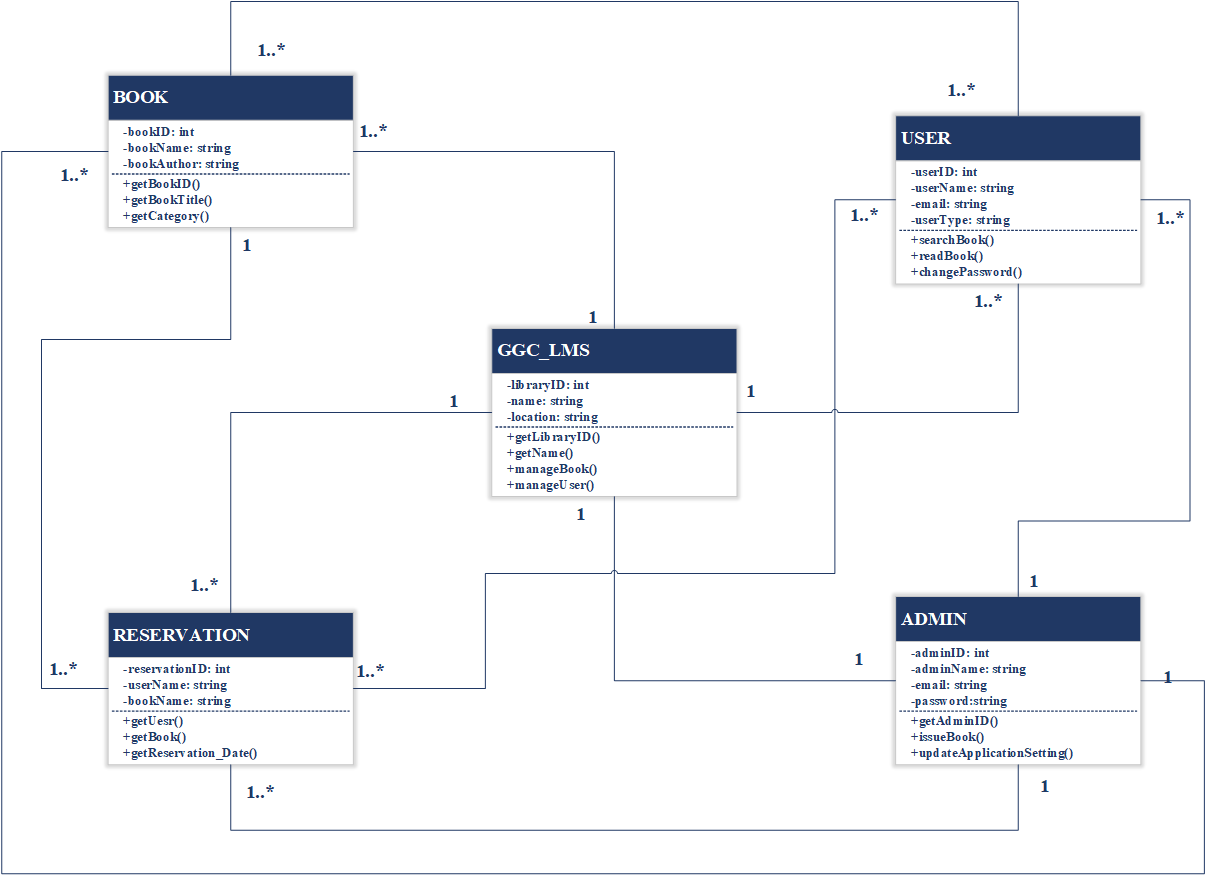 1..*
1..*
BOOK
-bookID: int
-bookName: string
-bookAuthor: string
+getBookID()
+getBookTitle()
+getCategory()
1..*
1..*
1
USER
-userID: int
-userName: string
-email: string
-userType: string
+searchBook()
+readBook()
+changePassword()
1..*
1..*
1..*
1
GGC_LMS
-libraryID: int
-name: string
-location: string
+getLibraryID()
+getName()
+manageBook()
+manageUser()
1
1
1
1..*
1
RESERVATION
-reservationID: int
-userName: string
-bookName: string
+getUesr()
+getBook()
+getReservation_Date()
1..*
1..*
1..*
ADMIN
-adminID: int
-adminName: string
-email: string
-password:string
+getAdminID()
+issueBook()
+updateApplicationSetting()
1
1
1